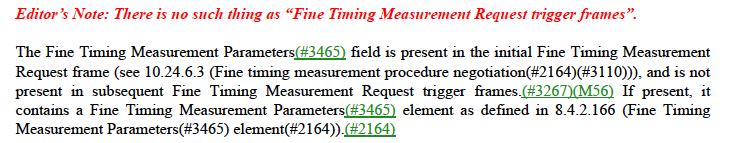 Editor's Note: There is no such thing as “Fine Timing Measurement Request trigger frames”.
The Fine Timing Measurement Parameters(#3465) field is present in the initial Fine Timing Measurement
Request frame (see 10.24.6.3 (Fine timing measurement procedure negotiation(#2164)(#3110))), and is not
present in subsequent Fine Timing Measurement Request trigger frames.(#3267)(M56) If present, it
contains a Fine Timing Measurement Parameters(#3465) element as defined in 8.4.2.166 (Fine Timing
Measurement Parameters(#3465) element(#2164)).(#2164)